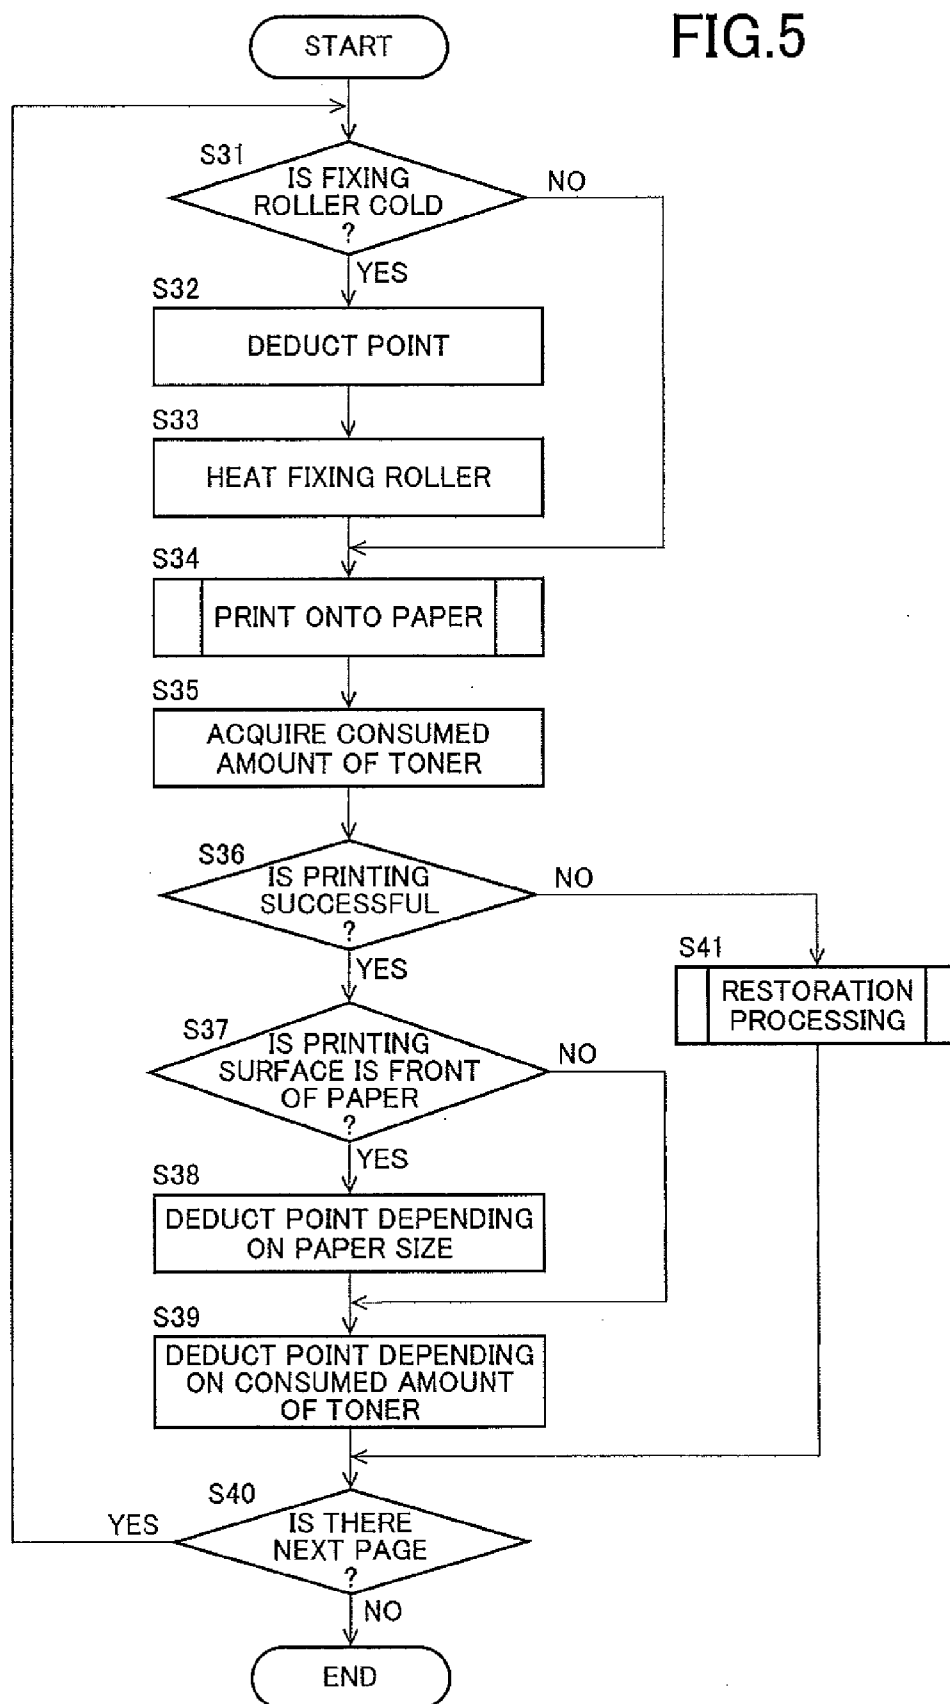 FIG.5
START
S31
IS FIXING
ROLLER COLD
?
NO
YES
S32
DEDUCT POINT
S33
HEAT FIXING ROLLER
S34
PRINT ONTO PAPER
S35
ACQUIRE CONSUMED
AMOUNT OF TONER
S36
IS PRINTING
SUCCESSFUL
?
NO
YES
S41
RESTORATION
PROCESSING
S37
IS PRINTING
SURFACE IS FRONT
OF PAPER
?
NO
YES
S38
DEDUCT POINT DEPENDING
ON PAPER SIZE
S39
DEDUCT POINT DEPENDING
ON CONSUMED AMOUNT
OF TONER
S40
IS THERE
NEXT PAGE
?
YES
NO
END